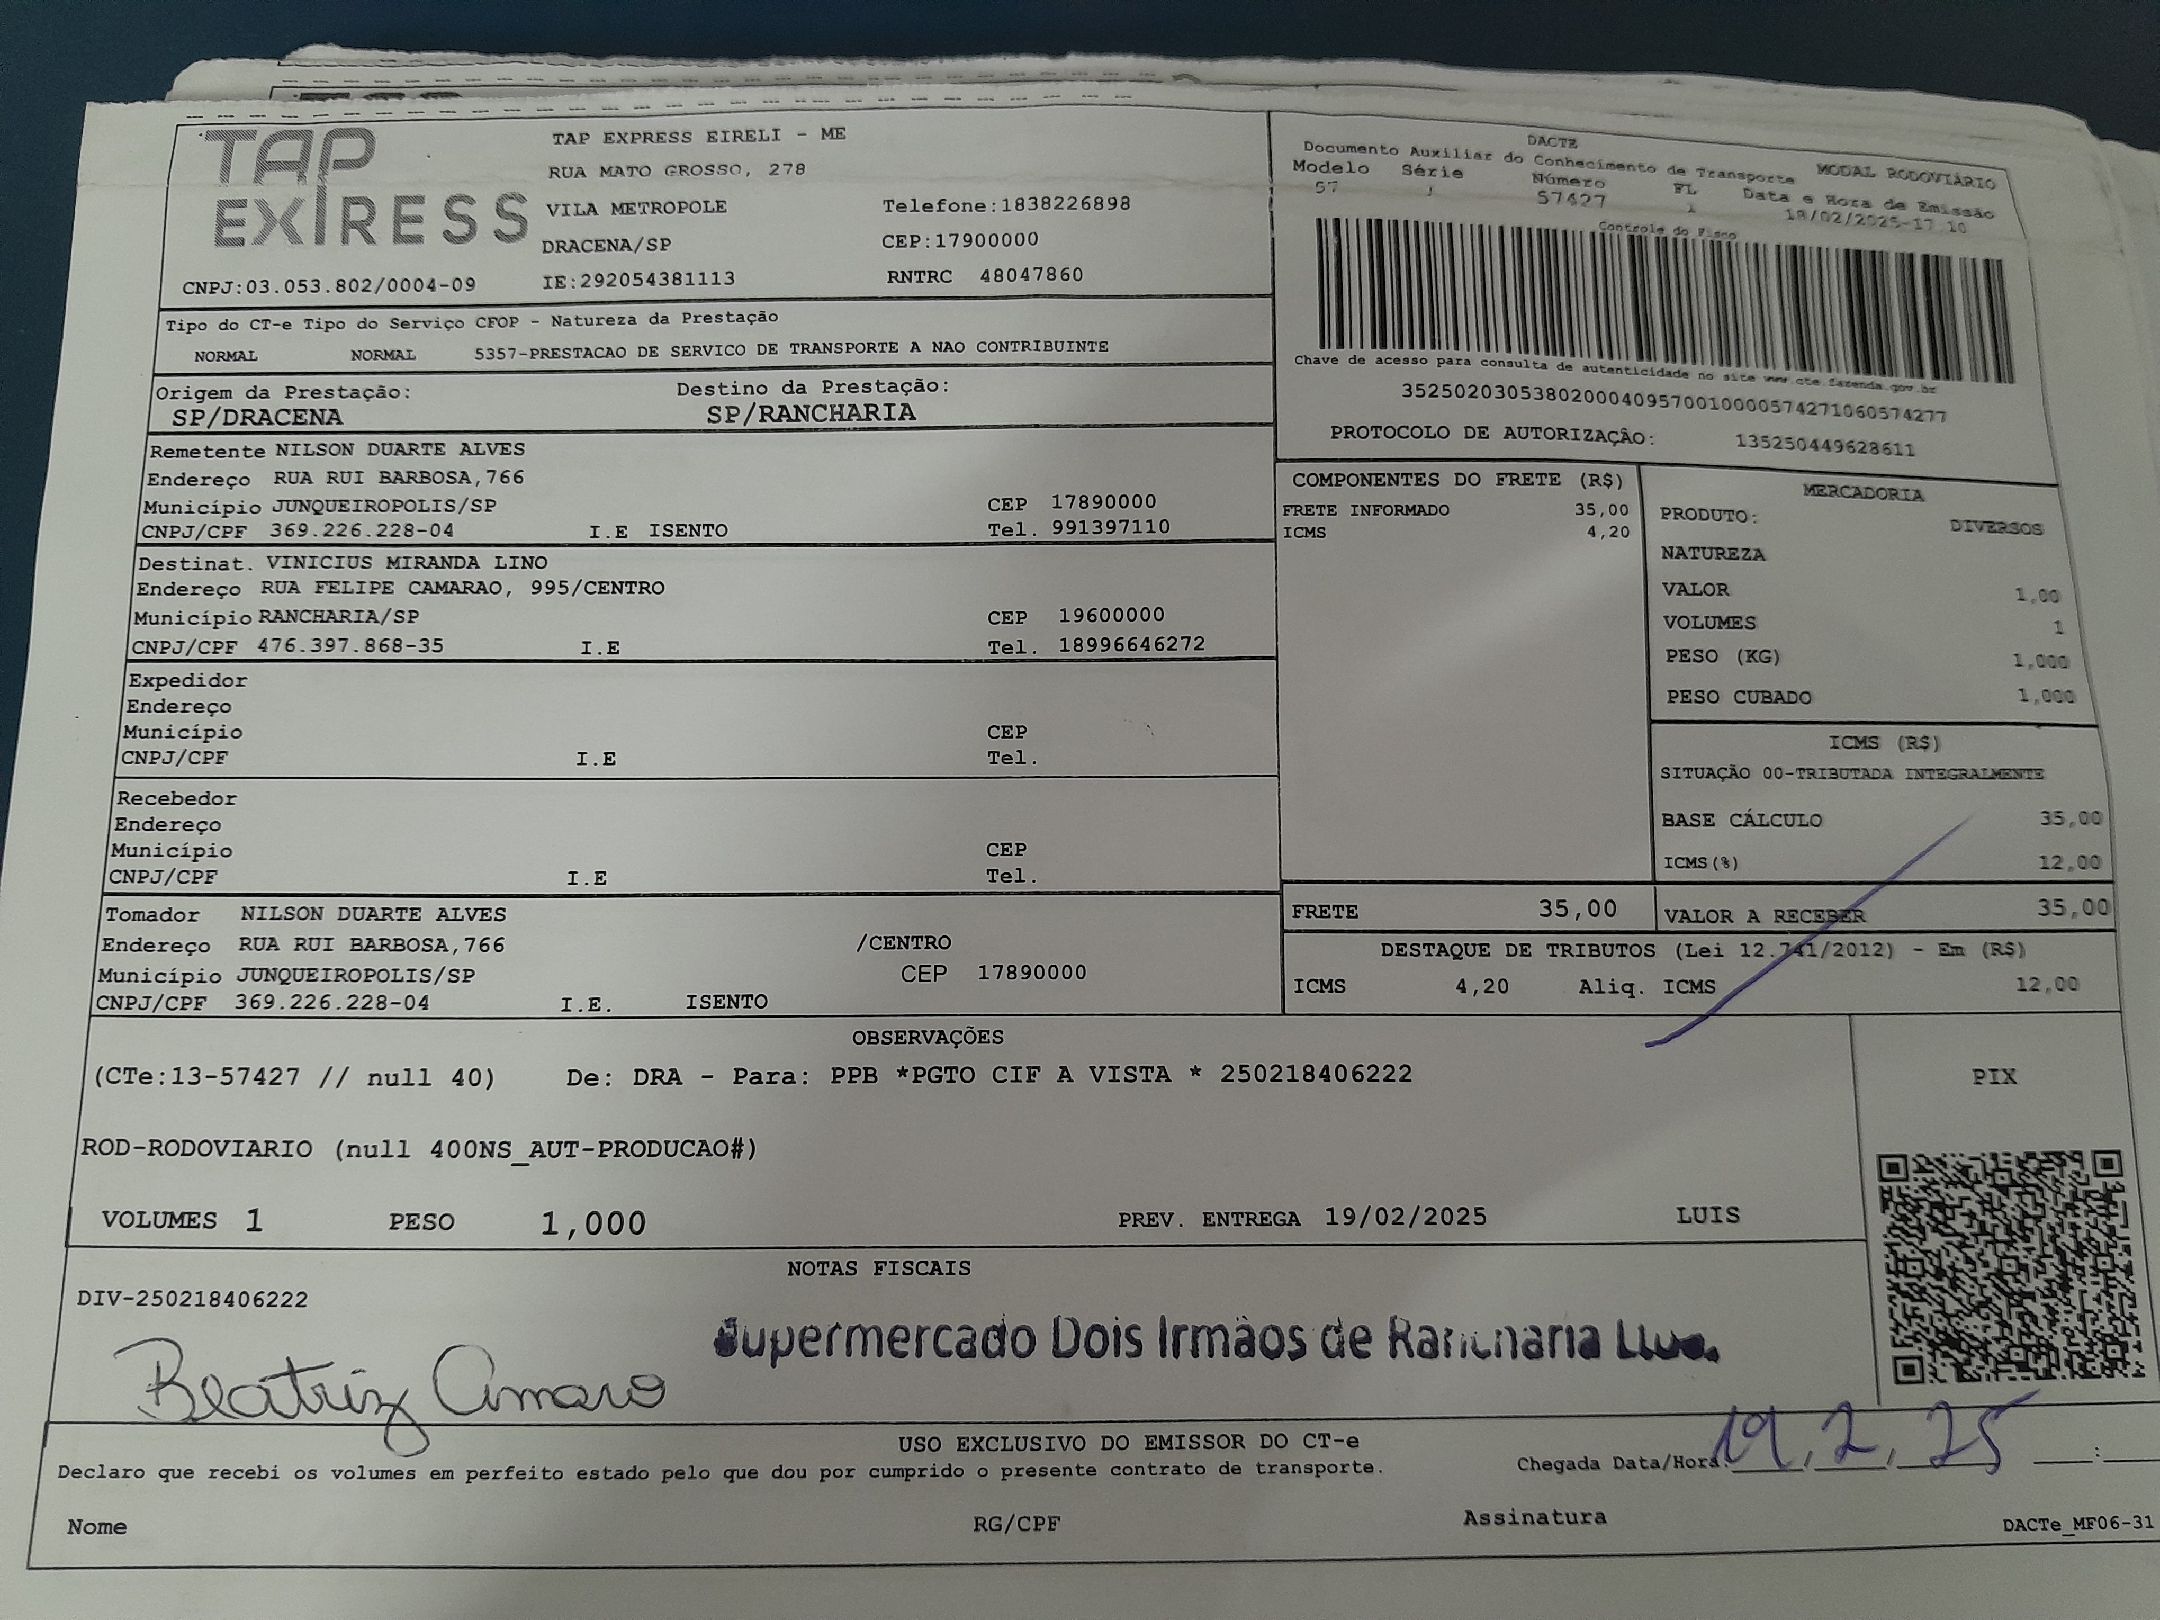 TAP EXPRESS
TAP EXPRESS EIRELI - ME
RUA MATO GROSSO, 278
VILA METROPOLE Telefone:1838226898
DRACENA/SP CEP:17900000
CNPJ:03.053.802/0004-09 IE:292054381113 RNTRC 48047860
DACTE
Documento Auxiliar do Conhecimento de Transporte MODAL RODOVIÁRIO
Modelo Série Número FL Data e Hora de Emissão
57 1 57427 1 18/02/2025-17 10
Controle do Fisco
Chave de acesso para consulta de autenticidade no site www.cte.fazenda.gov.br
35250203053802000409570010000574271060574277
PROTOCOLO DE AUTORIZAÇÃO: 135250449628611
Tipo do CT-e Tipo do Serviço CFOP - Natureza da Prestação
NORMAL NORMAL 5357-PRESTACAO DE SERVICO DE TRANSPORTE A NAO CONTRIBUINTE
Origem da Prestação: Destino da Prestação:
SP/DRACENA SP/RANCHARIA
Remetente NILSON DUARTE ALVES
Endereço RUA RUI BARBOSA,766
Município JUNQUEIROPOLIS/SP CEP 17890000
CNPJ/CPF 369.226.228-04 I.E ISENTO Tel. 991397110
Destinat. VINICIUS MIRANDA LINO
Endereço RUA FELIPE CAMARAO, 995/CENTRO
Município RANCHARIA/SP CEP 19600000
CNPJ/CPF 476.397.868-35 I.E Tel. 18996646272
Expedidor
Endereço
Município CEP
CNPJ/CPF I.E Tel.
Recebedor
Endereço
Município CEP
CNPJ/CPF I.E Tel.
Tomador NILSON DUARTE ALVES
Endereço RUA RUI BARBOSA,766 /CENTRO
Município JUNQUEIROPOLIS/SP CEP 17890000
CNPJ/CPF 369.226.228-04 I.E. ISENTO
COMPONENTES DO FRETE (R$)
FRETE INFORMADO 35,00
ICMS 4,20
MERCADORIA
PRODUTO: DIVERSOS
NATUREZA
VALOR 1,00
VOLUMES 1
PESO (KG) 1,000
PESO CUBADO 1,000
ICMS (R$)
SITUAÇÃO 00-TRIBUTADA INTEGRALMENTE
BASE CÁLCULO 35,00
ICMS(%) 12,00
FRETE 35,00 VALOR A RECEBER 35,00
DESTAQUE DE TRIBUTOS (Lei 12.741/2012) - Em (R$)
ICMS 4,20 Aliq. ICMS 12,00
OBSERVAÇÕES
(CTe:13-57427 // null 40) De: DRA - Para: PPB *PGTO CIF A VISTA * 250218406222
PIX
ROD-RODOVIARIO (null 400NS_AUT-PRODUCAO#)
VOLUMES 1 PESO 1,000 PREV. ENTREGA 19/02/2025 LUIS
NOTAS FISCAIS
DIV-250218406222
Supermercado Dois Irmãos de Rancharia Ltda.
Beatriz Amaro
USO EXCLUSIVO DO EMISSOR DO CT-e
Declaro que recebi os volumes em perfeito estado pelo que dou por cumprido o presente contrato de transporte. Chegada Data/Hora: 19, 2, 25 :
Nome RG/CPF Assinatura DACTe_MF06-31